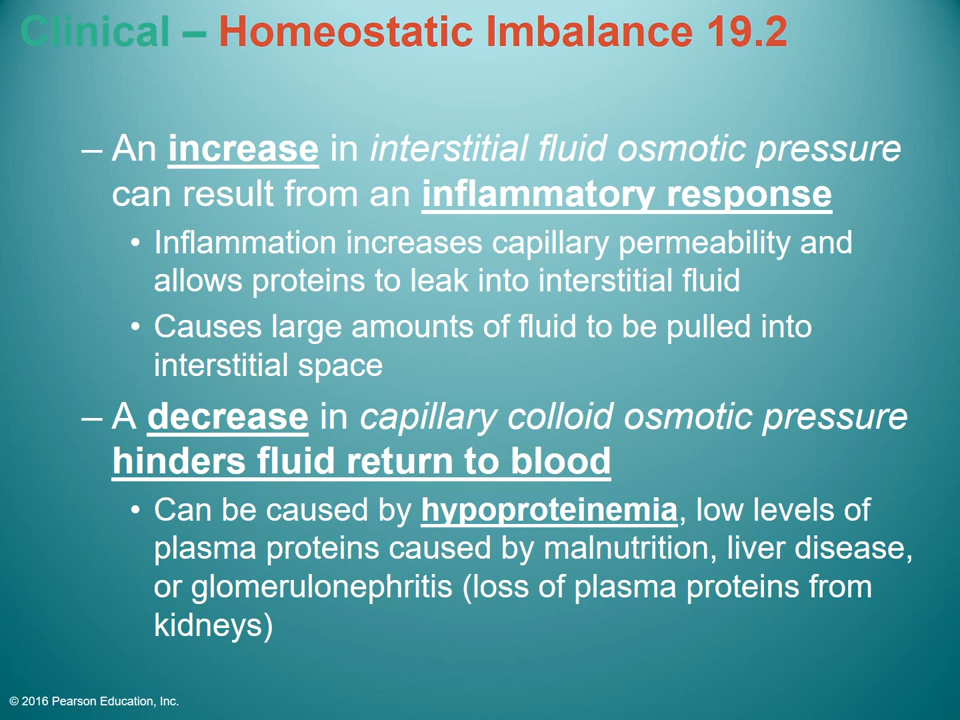 Clinical – Homeostatic Imbalance 19.2
– An increase in interstitial fluid osmotic pressure
can result from an inflammatory response
• Inflammation increases capillary permeability and
allows proteins to leak into interstitial fluid
• Causes large amounts of fluid to be pulled into
interstitial space
– A decrease in capillary colloid osmotic pressure
hinders fluid return to blood
• Can be caused by hypoproteinemia, low levels of
plasma proteins caused by malnutrition, liver disease,
or glomerulonephritis (loss of plasma proteins from
kidneys)
© 2016 Pearson Education, Inc.